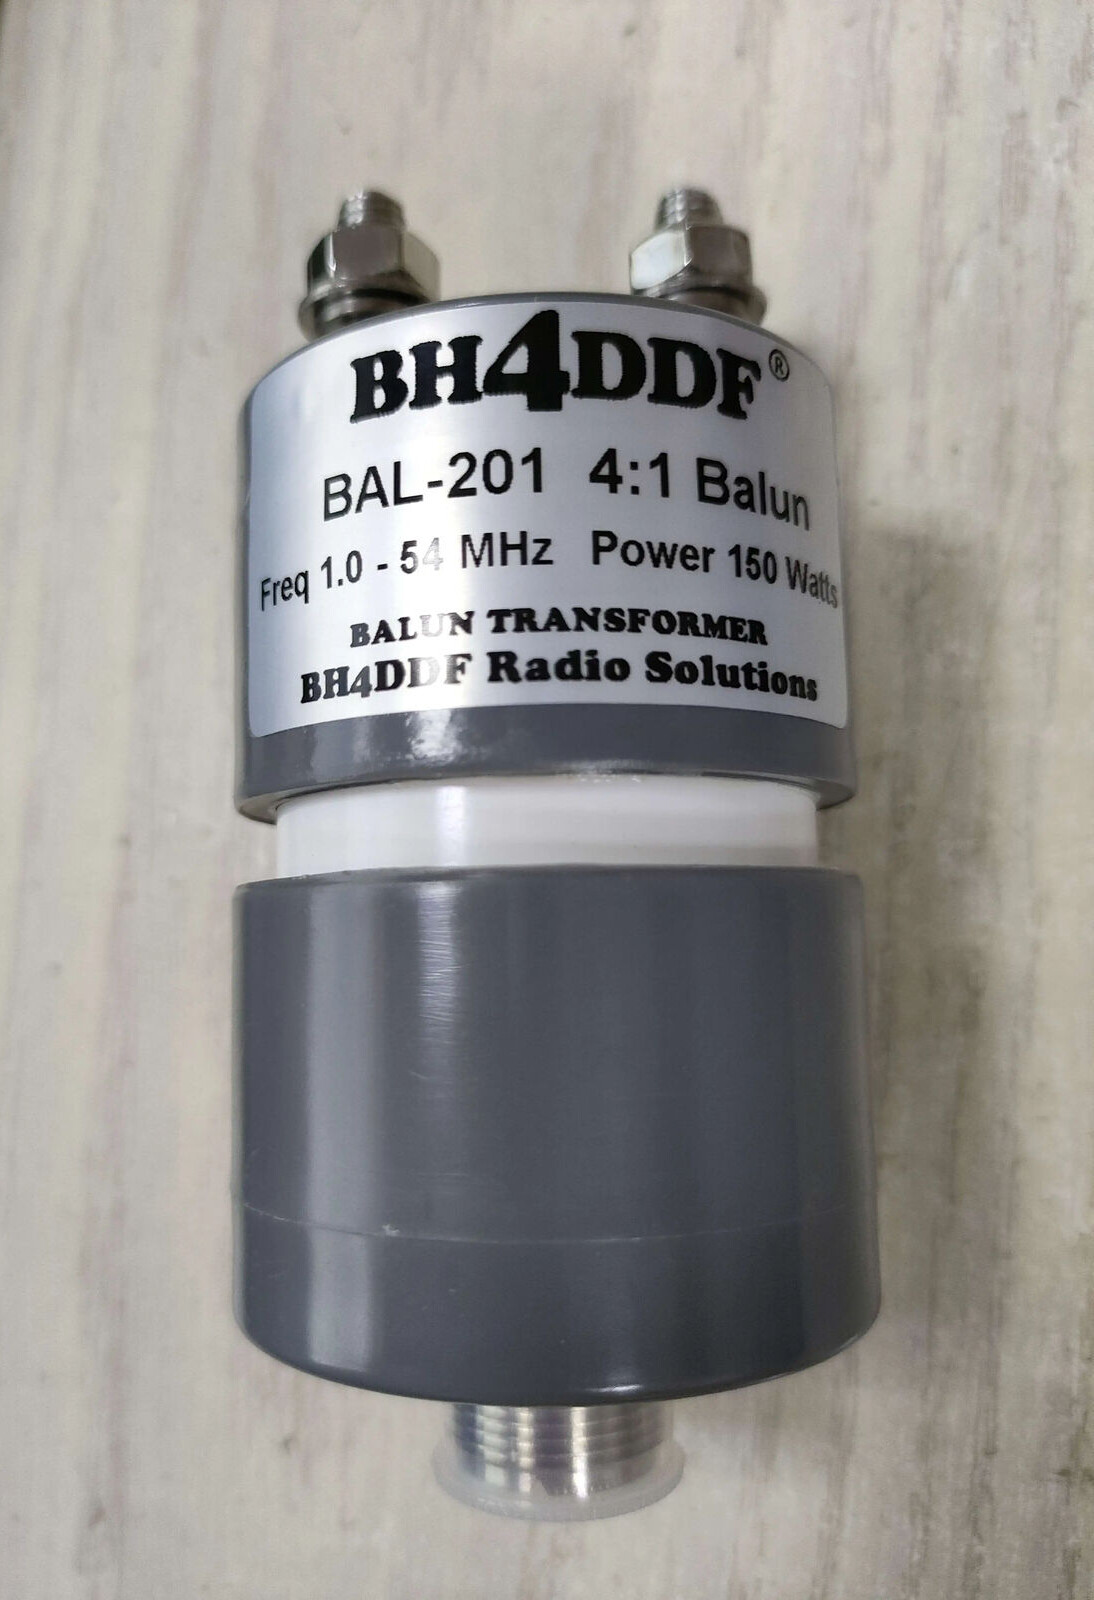 BH4DDF®
BAL-201 4:1 Balun
Freq 1.0 - 54 MHz Power 150 Watts
BALUN TRANSFORMER
BH4DDF Radio Solutions